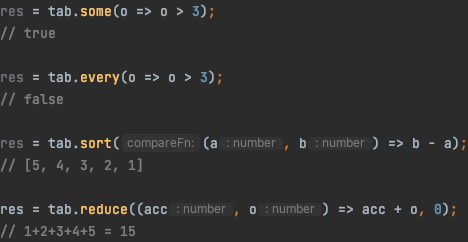 res = tab.some(o => o > 3);
// true
res = tab.every(o => o > 3);
// false
res = tab.sort( compareFn: (a : number , b : number ) => b - a);
// [5, 4, 3, 2, 1]
res = tab.reduce((acc : number , o : number ) => acc + o, 0);
// 1+2+3+4+5 = 15